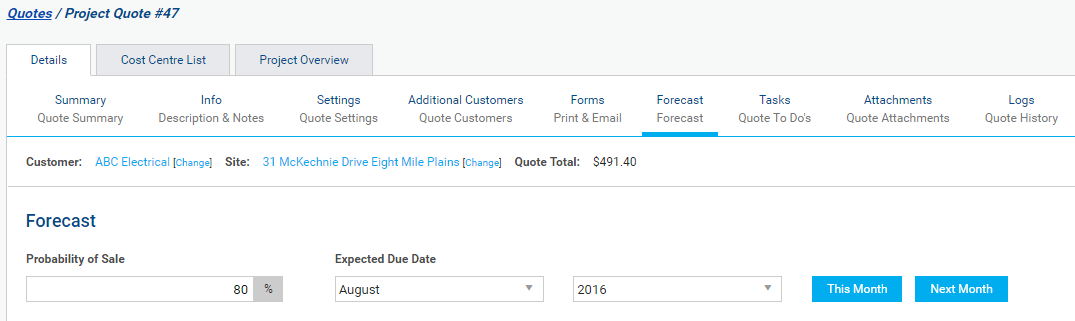 Quotes / Project Quote #47
Details Cost Centre List Project Overview
Summary Info Settings Additional Customers Forms Forecast Tasks Attachments Logs
Quote Summary Description & Notes Quote Settings Quote Customers Print & Email Forecast Quote To Do's Quote Attachments Quote History
Customer: ABC Electrical [Change] Site: 31 McKechnie Drive Eight Mile Plains [Change] Quote Total: $491.40
Forecast
Probability of Sale Expected Due Date
80 % August 2016 This Month Next Month